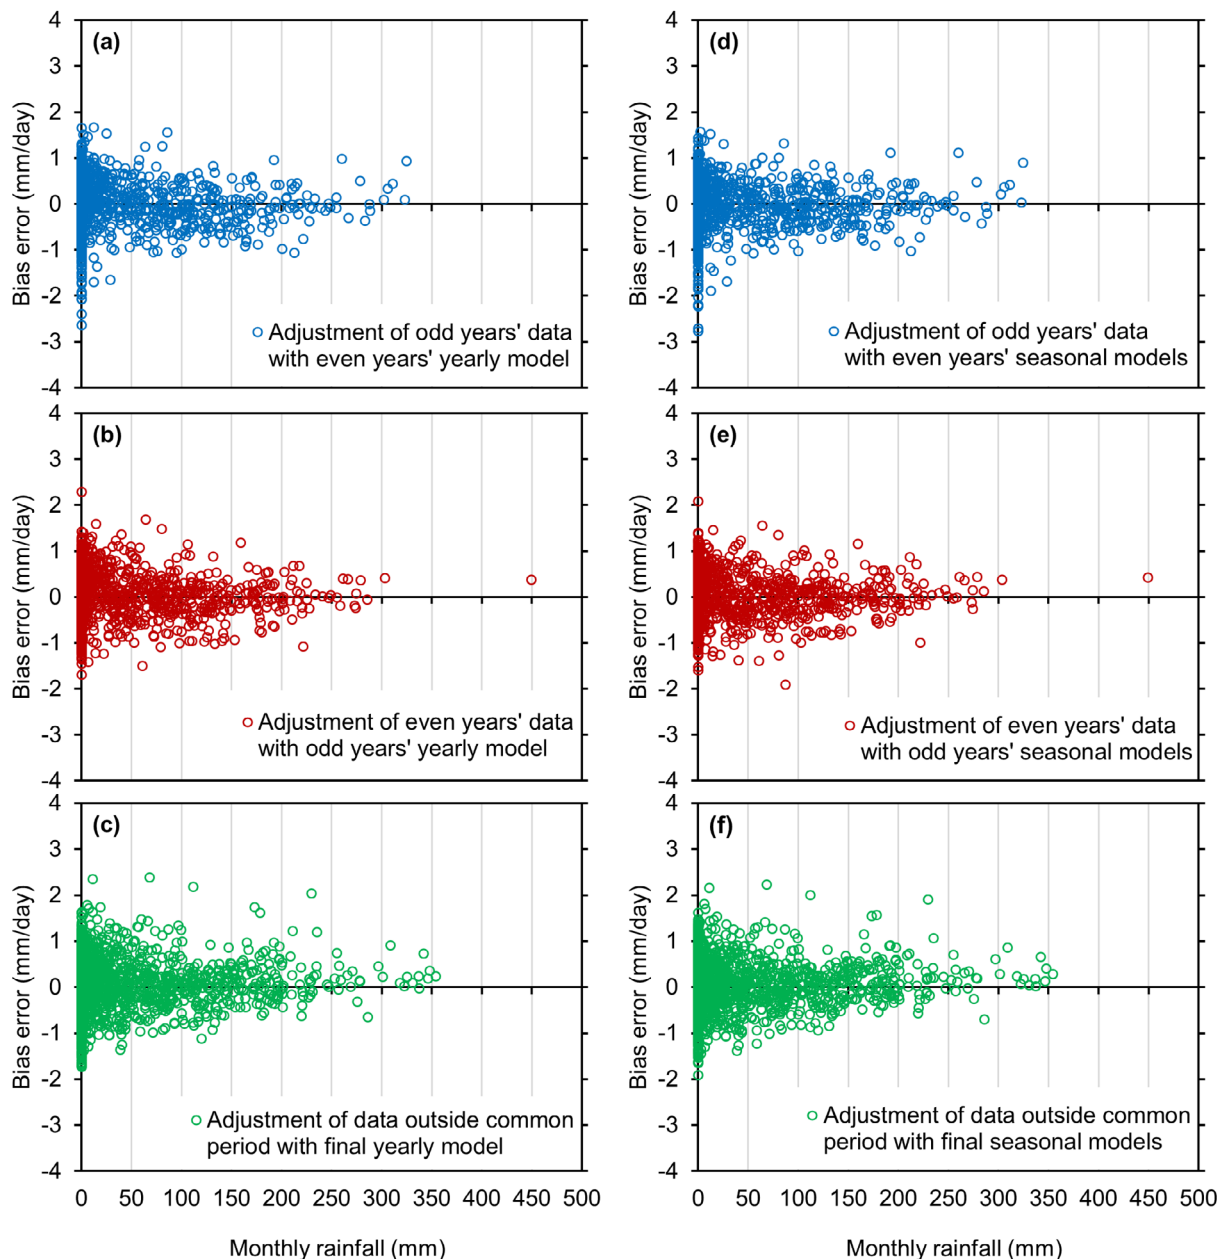 (a)
4
3
2
1
0
-1
-2
-3
-4
Bias error (mm/day)
Adjustment of odd years' data
with even years' yearly model
(d)
4
3
2
1
0
-1
-2
-3
-4
Bias error (mm/day)
Adjustment of odd years' data
with even years' seasonal models
(b)
4
3
2
1
0
-1
-2
-3
-4
Bias error (mm/day)
Adjustment of even years' data
with odd years' yearly model
(e)
4
3
2
1
0
-1
-2
-3
-4
Bias error (mm/day)
Adjustment of even years' data
with odd years' seasonal models
(c)
4
3
2
1
0
-1
-2
-3
-4
Bias error (mm/day)
Adjustment of data outside common
period with final yearly model
0 50 100 150 200 250 300 350 400 450 500
Monthly rainfall (mm)
(f)
4
3
2
1
0
-1
-2
-3
-4
Bias error (mm/day)
Adjustment of data outside common
period with final seasonal models
0 50 100 150 200 250 300 350 400 450 500
Monthly rainfall (mm)